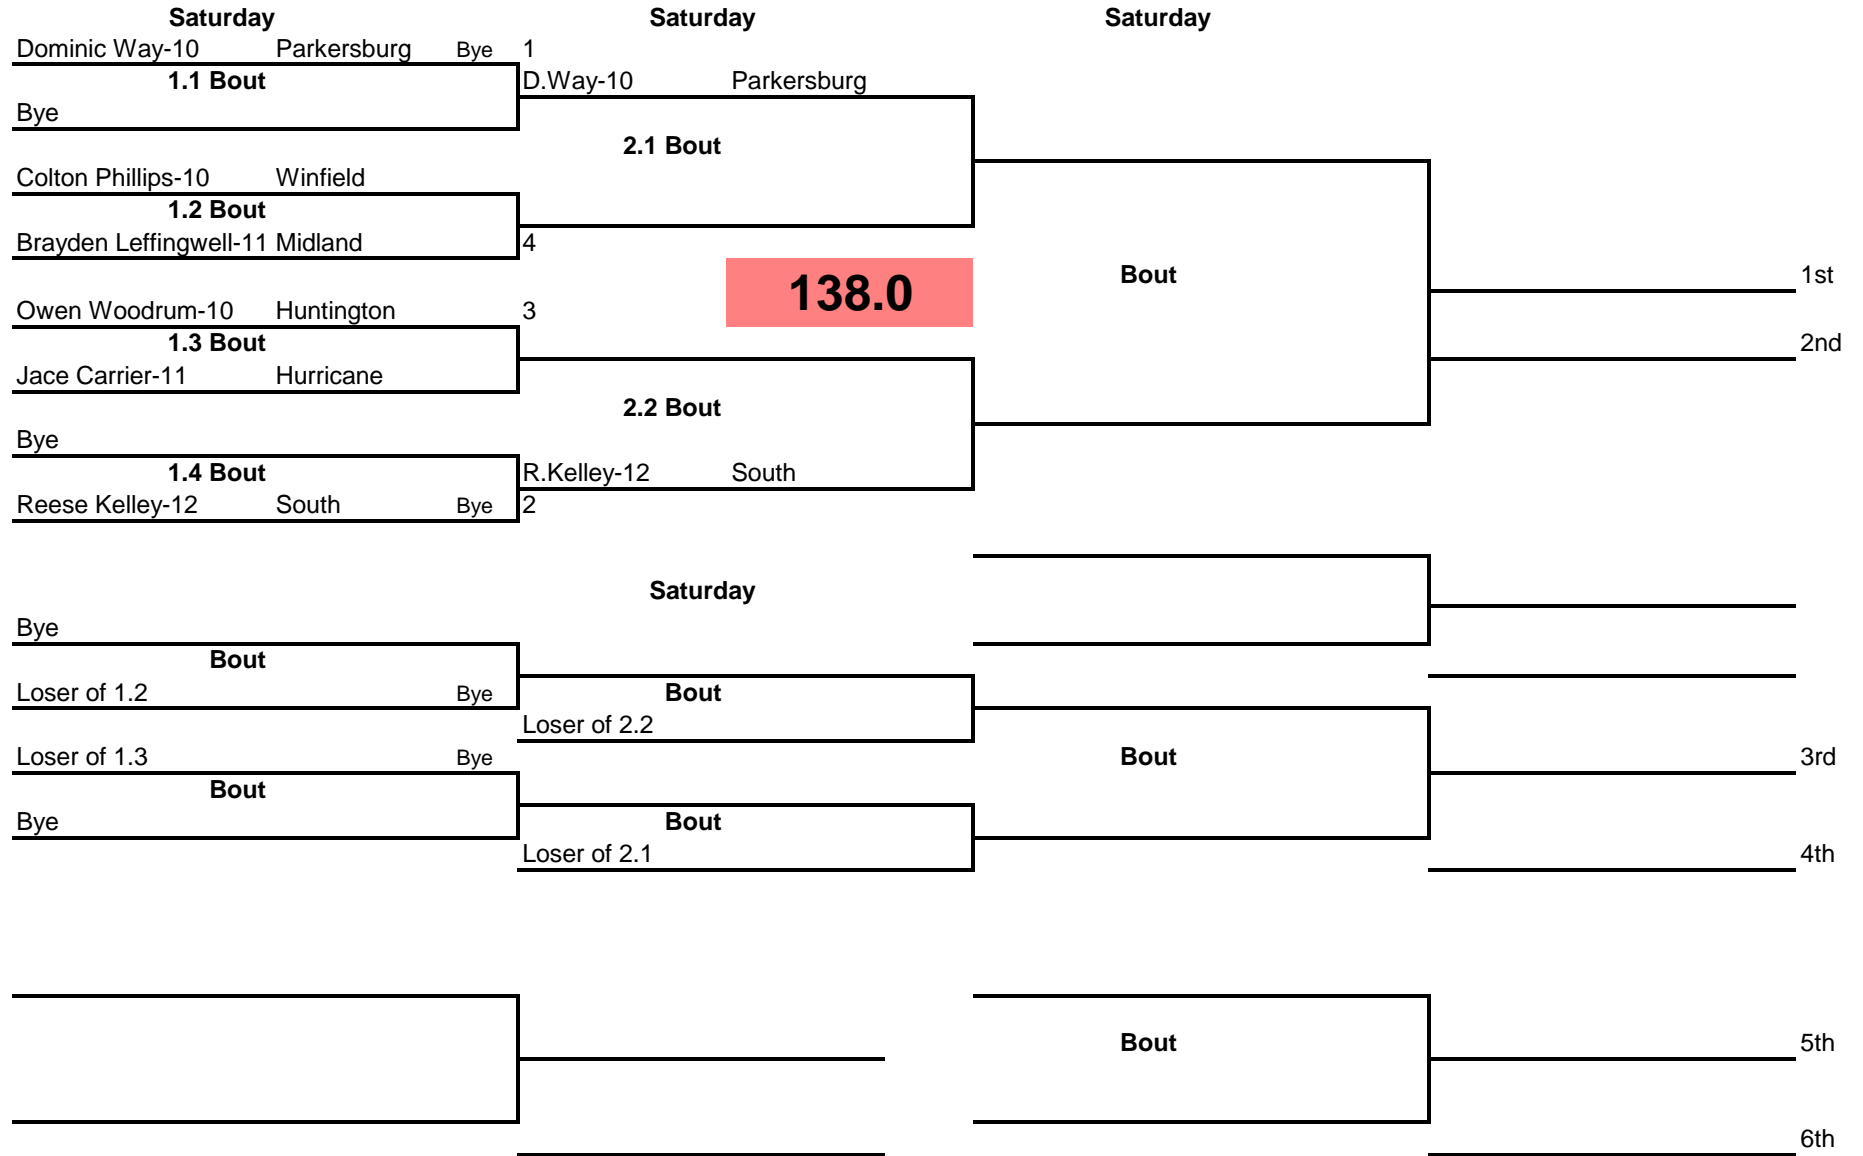 Saturday Saturday Saturday
Dominic Way-10 Parkersburg Bye 1
1.1 Bout D.Way-10 Parkersburg
Bye
2.1 Bout
Colton Phillips-10 Winfield
1.2 Bout
Brayden Leffingwell-11 Midland 4
138.0 Bout 1st
Owen Woodrum-10 Huntington 3
1.3 Bout 2nd
Jace Carrier-11 Hurricane
2.2 Bout
Bye
1.4 Bout R.Kelley-12 South
Reese Kelley-12 South Bye 2
Saturday
Bye
Bout
Loser of 1.2 Bye Bout
Loser of 2.2
Loser of 1.3 Bye Bout 3rd
Bout
Bye Bout
Loser of 2.1 4th
Bout 5th
6th